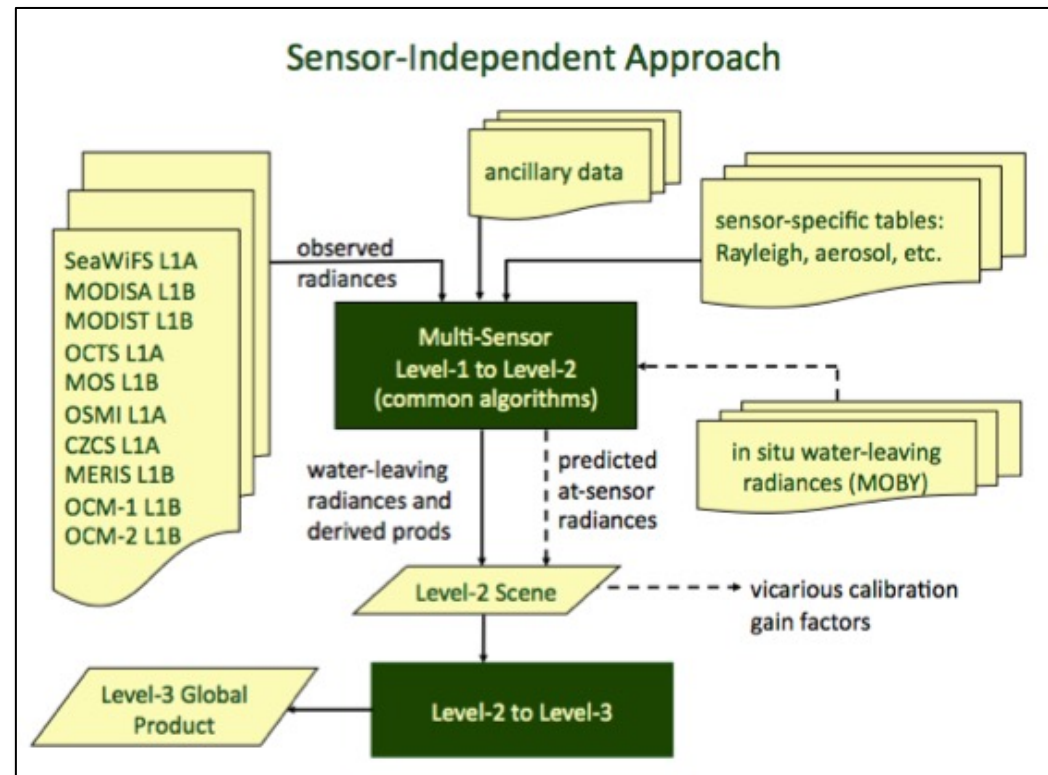 Sensor-Independent Approach
ancillary data
sensor-specific tables:
Rayleigh, aerosol, etc.
SeaWiFS L1A
MODISA L1B
MODIST L1B
OCTS L1A
MOS L1B
OSMI L1A
CZCS L1A
MERIS L1B
OCM-1 L1B
OCM-2 L1B
observed
radiances
Multi-Sensor
Level-1 to Level-2
(common algorithms)
in situ water-leaving
radiances (MOBY)
water-leaving
radiances and
derived prods
predicted
at-sensor
radiances
Level-2 Scene
vicarious calibration
gain factors
Level-3 Global
Product
Level-2 to Level-3